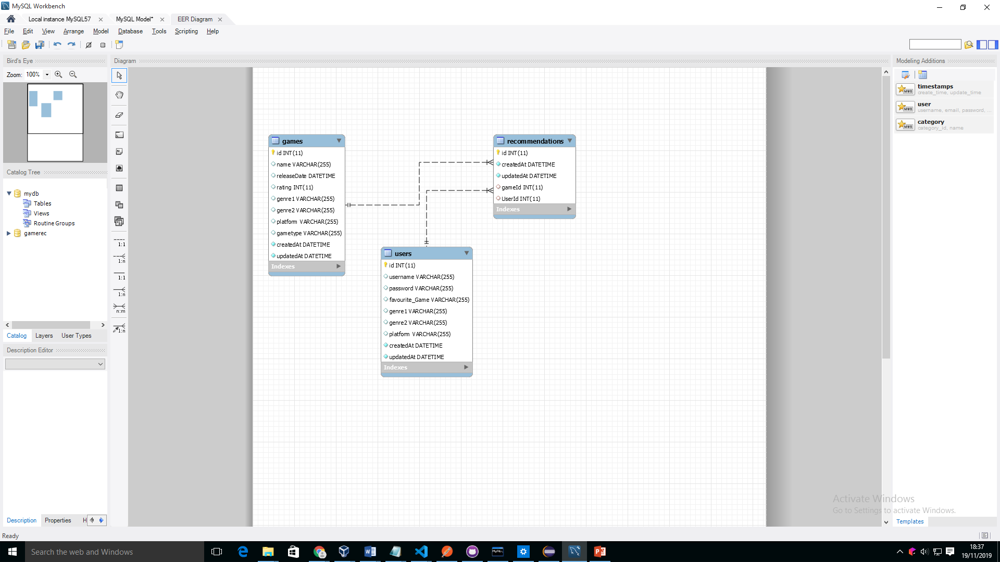 MySQL Workbench
Local instance MySQL57 MySQL Model* EER Diagram
File Edit View Arrange Model Database Tools Scripting Help
Bird's Eye
Zoom: 100%
Diagram
Modeling Additions
timestamps
create_time, update_time
user
username, email, password, ...
category
category_id, name
Catalog Tree
mydb
Tables
Views
Routine Groups
gamerec
1:1
1:n
1:1
1:n
n:m
1:n
games
id INT(11)
name VARCHAR(255)
releaseDate DATETIME
rating INT(11)
genre1 VARCHAR(255)
genre2 VARCHAR(255)
platform VARCHAR(255)
gametype VARCHAR(255)
createdAt DATETIME
updatedAt DATETIME
Indexes
recommendations
id INT(11)
createdAt DATETIME
updatedAt DATETIME
gameId INT(11)
UserId INT(11)
Indexes
users
id INT(11)
username VARCHAR(255)
password VARCHAR(255)
favourite_Game VARCHAR(255)
genre1 VARCHAR(255)
genre2 VARCHAR(255)
platform VARCHAR(255)
createdAt DATETIME
updatedAt DATETIME
Indexes
Catalog Layers User Types
Description Editor
Description Properties H
Activate Windows
Go to Settings to activate Windows.
Templates
Ready
Search the web and Windows
18:37
19/11/2019